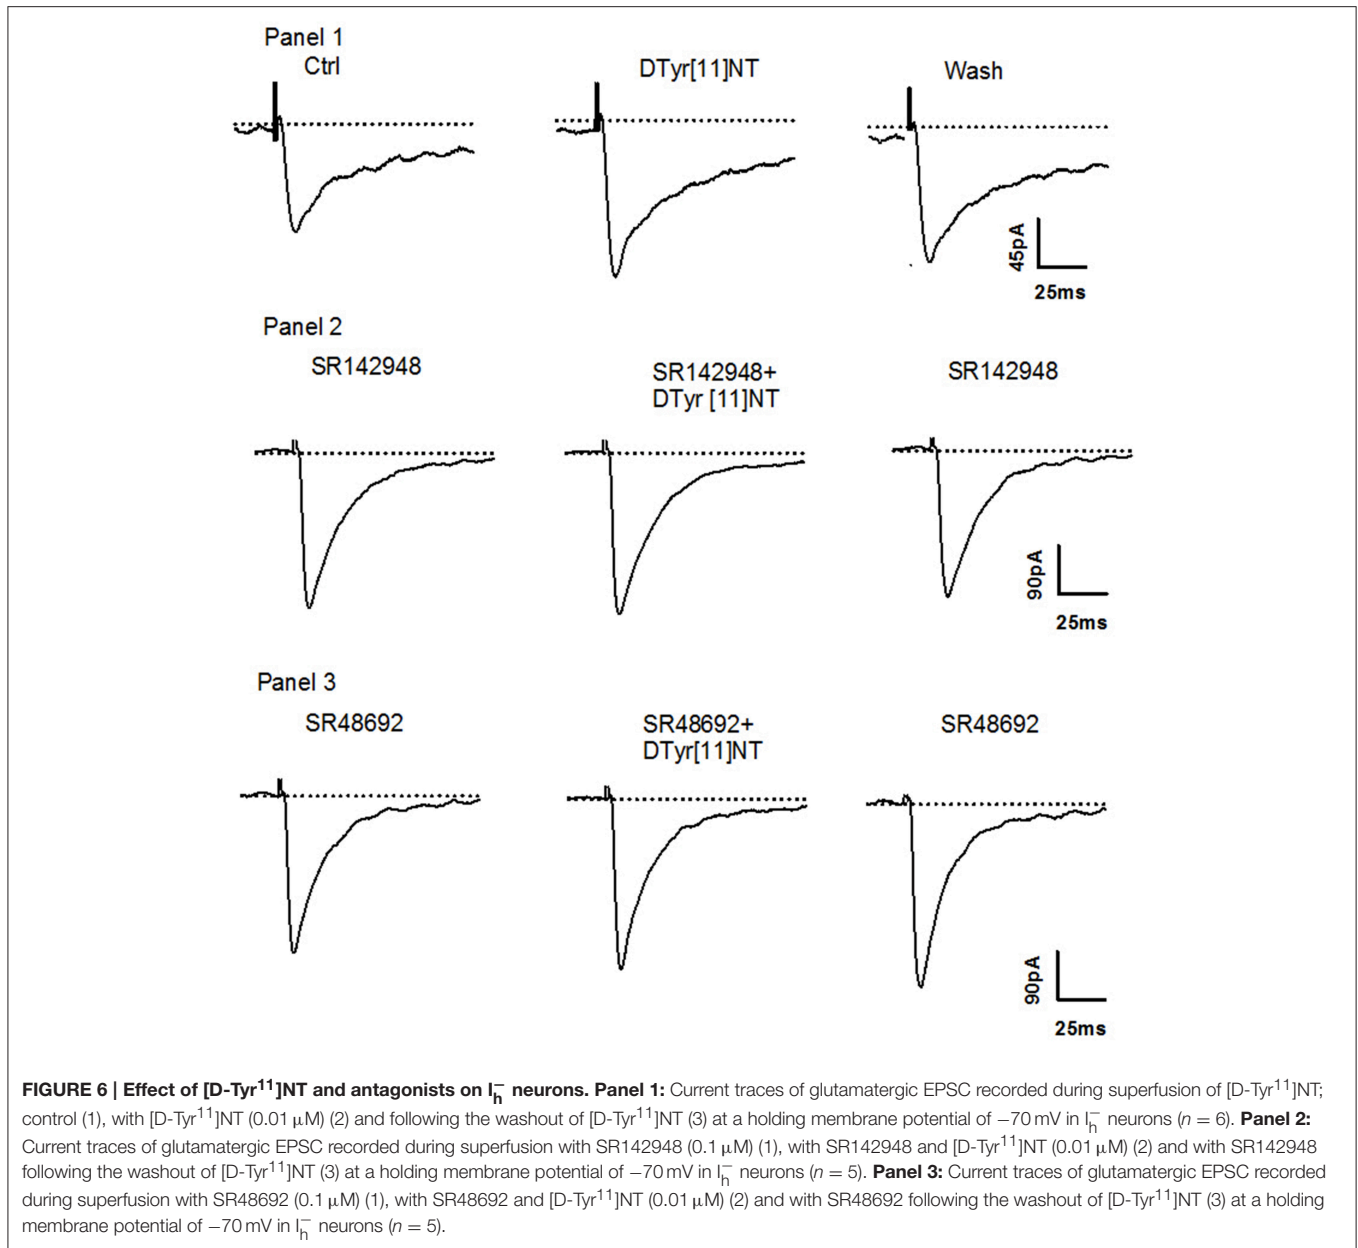 Panel 1
Ctrl
DTyr[11]NT
Wash
45pA
25ms
Panel 2
SR142948
SR142948+
DTyr [11]NT
SR142948
90pA
25ms
Panel 3
SR48692
SR48692+
DTyr[11]NT
SR48692
90pA
25ms
FIGURE 6 | Effect of [D-Tyr¹¹]NT and antagonists on I⁻ₕ neurons. Panel 1: Current traces of glutamatergic EPSC recorded during superfusion of [D-Tyr¹¹]NT;
control (1), with [D-Tyr¹¹]NT (0.01 μM) (2) and following the washout of [D-Tyr¹¹]NT (3) at a holding membrane potential of −70 mV in I⁻ₕ neurons (n = 6). Panel 2:
Current traces of glutamatergic EPSC recorded during superfusion with SR142948 (0.1 μM) (1), with SR142948 and [D-Tyr¹¹]NT (0.01 μM) (2) and with SR142948
following the washout of [D-Tyr¹¹]NT (3) at a holding membrane potential of −70 mV in I⁻ₕ neurons (n = 5). Panel 3: Current traces of glutamatergic EPSC recorded
during superfusion with SR48692 (0.1 μM) (1), with SR48692 and [D-Tyr¹¹]NT (0.01 μM) (2) and with SR48692 following the washout of [D-Tyr¹¹]NT (3) at a holding
membrane potential of −70 mV in I⁻ₕ neurons (n = 5).